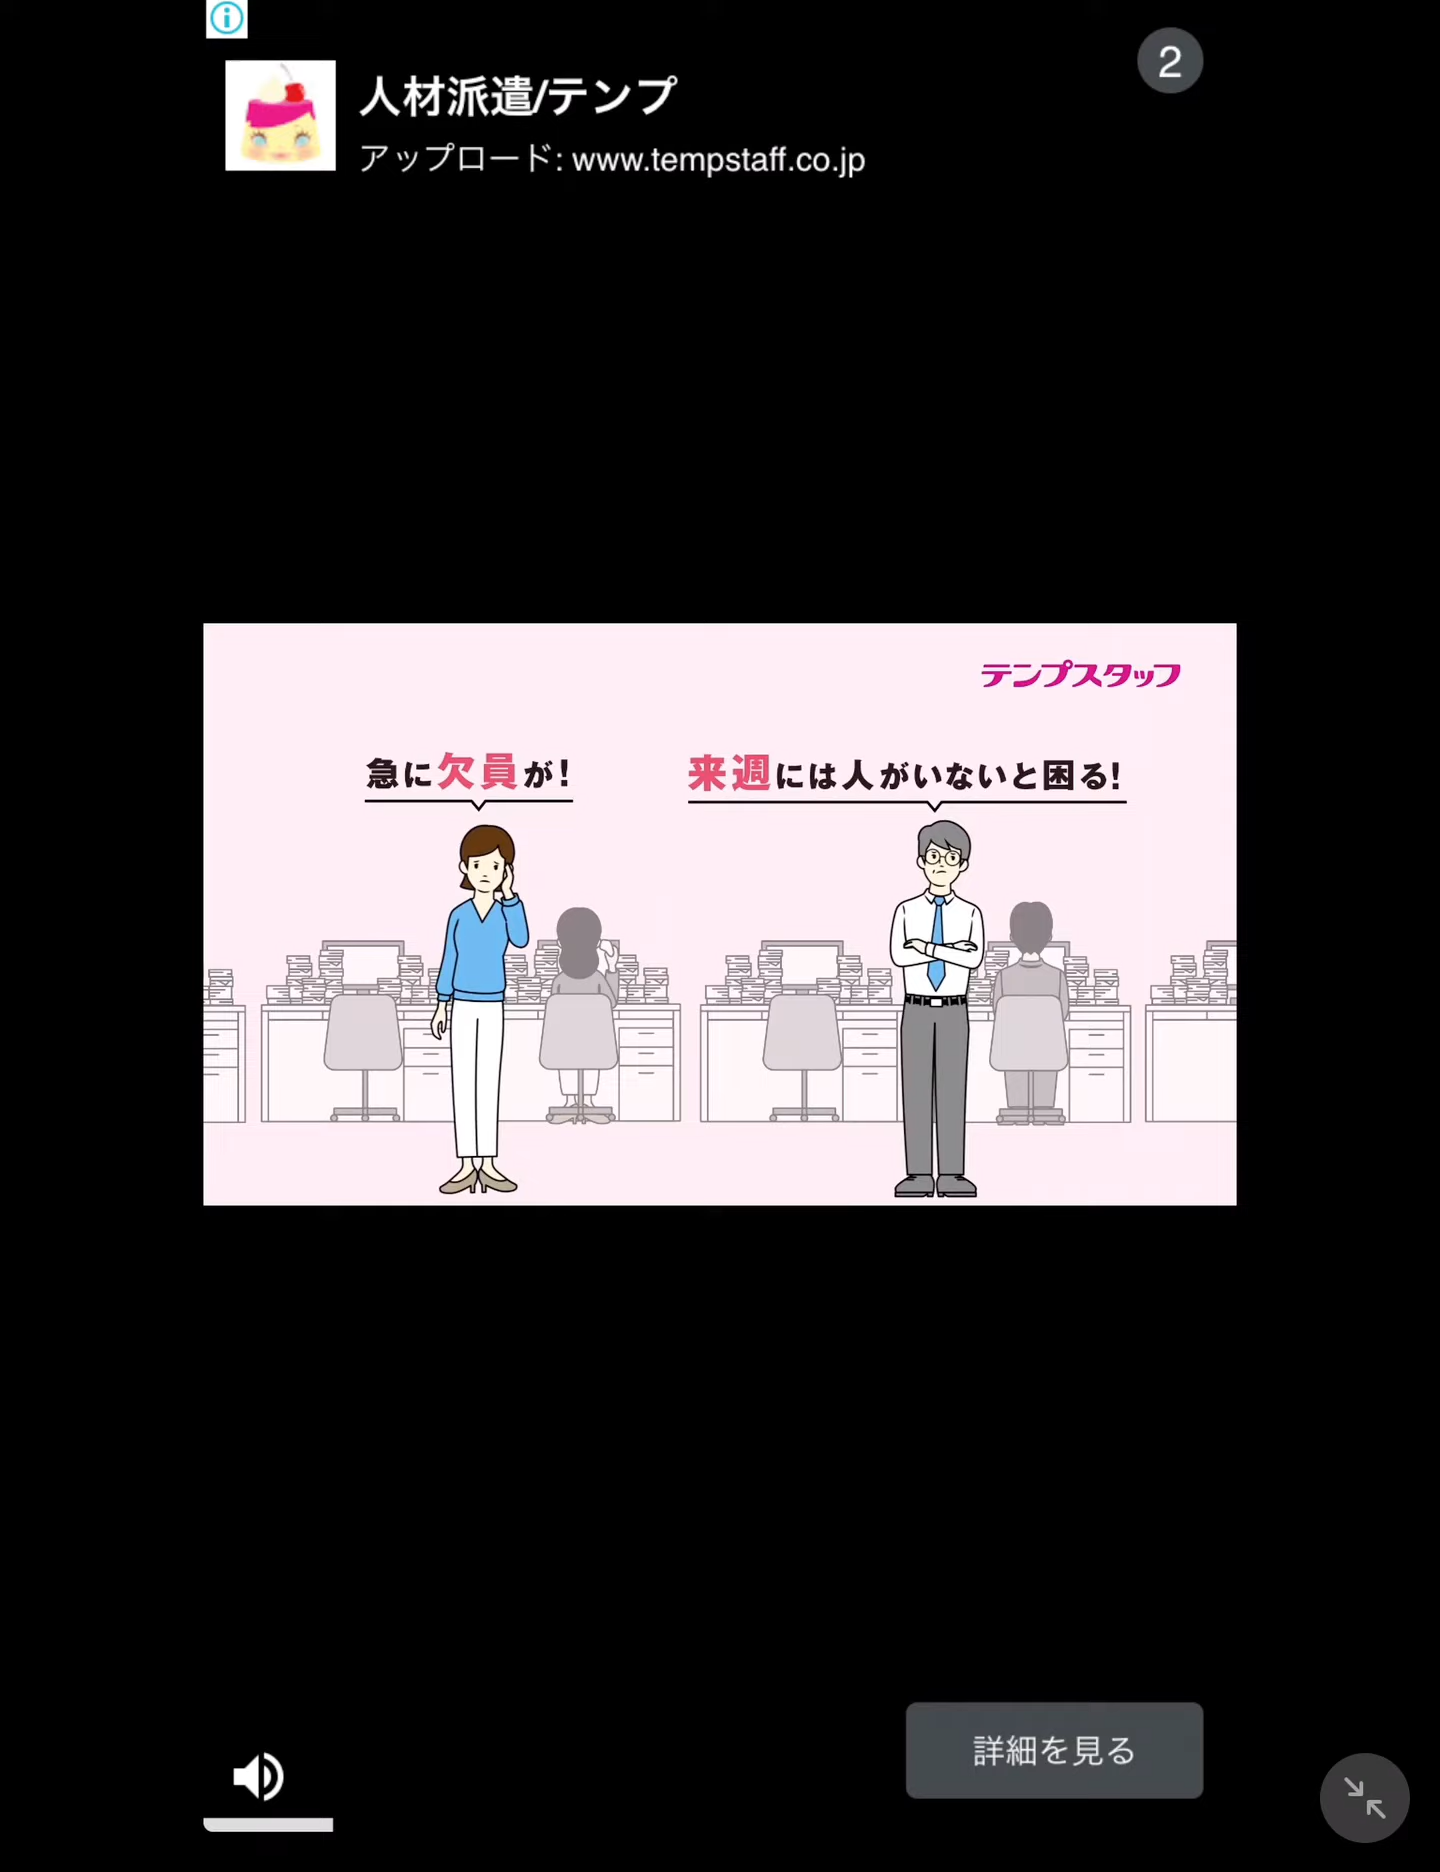 2
人材派遣/テンプ
アップロード: www.tempstaff.co.jp
テンプスタッフ
急に欠員が!
来週には人がいないと困る!
詳細を見る